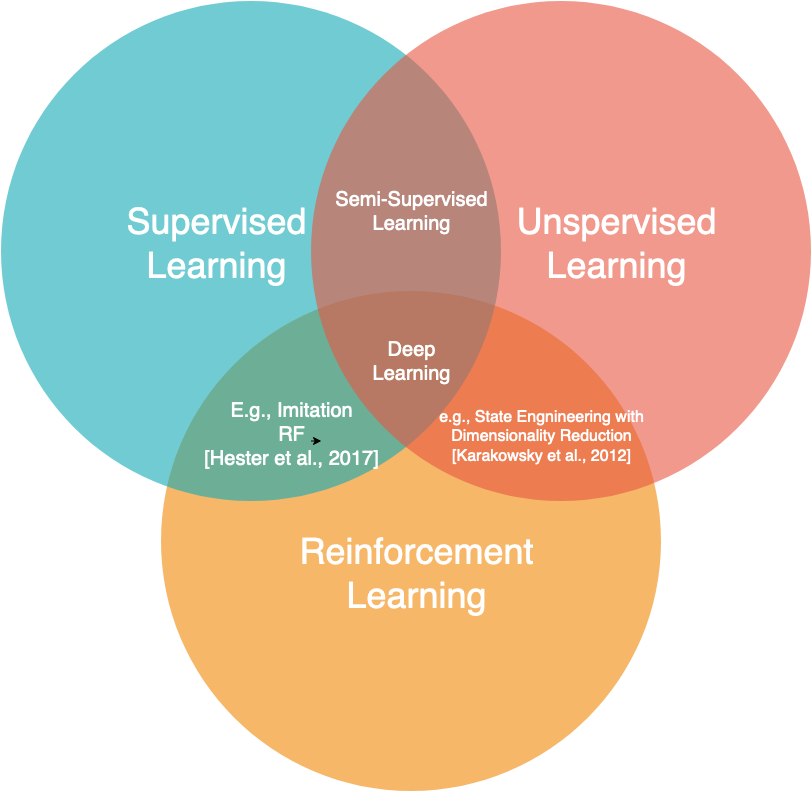 Supervised
Learning
Semi-Supervised
Learning
Unspervised
Learning
Deep
Learning
E.g., Imitation
RF
[Hester et al., 2017]
e.g., State Engnineering with
Dimensionality Reduction
[Karakowsky et al., 2012]
Reinforcement
Learning